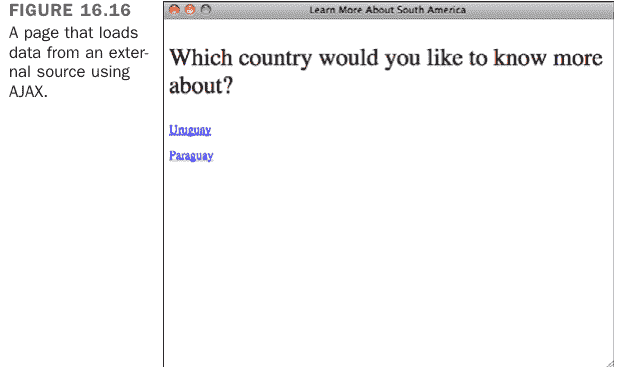 FIGURE 16.16
A page that loads
data from an exter-
nal source using
AJAX.
Learn More About South America
Which country would you like to know more
about?
Uruguay
Paraguay